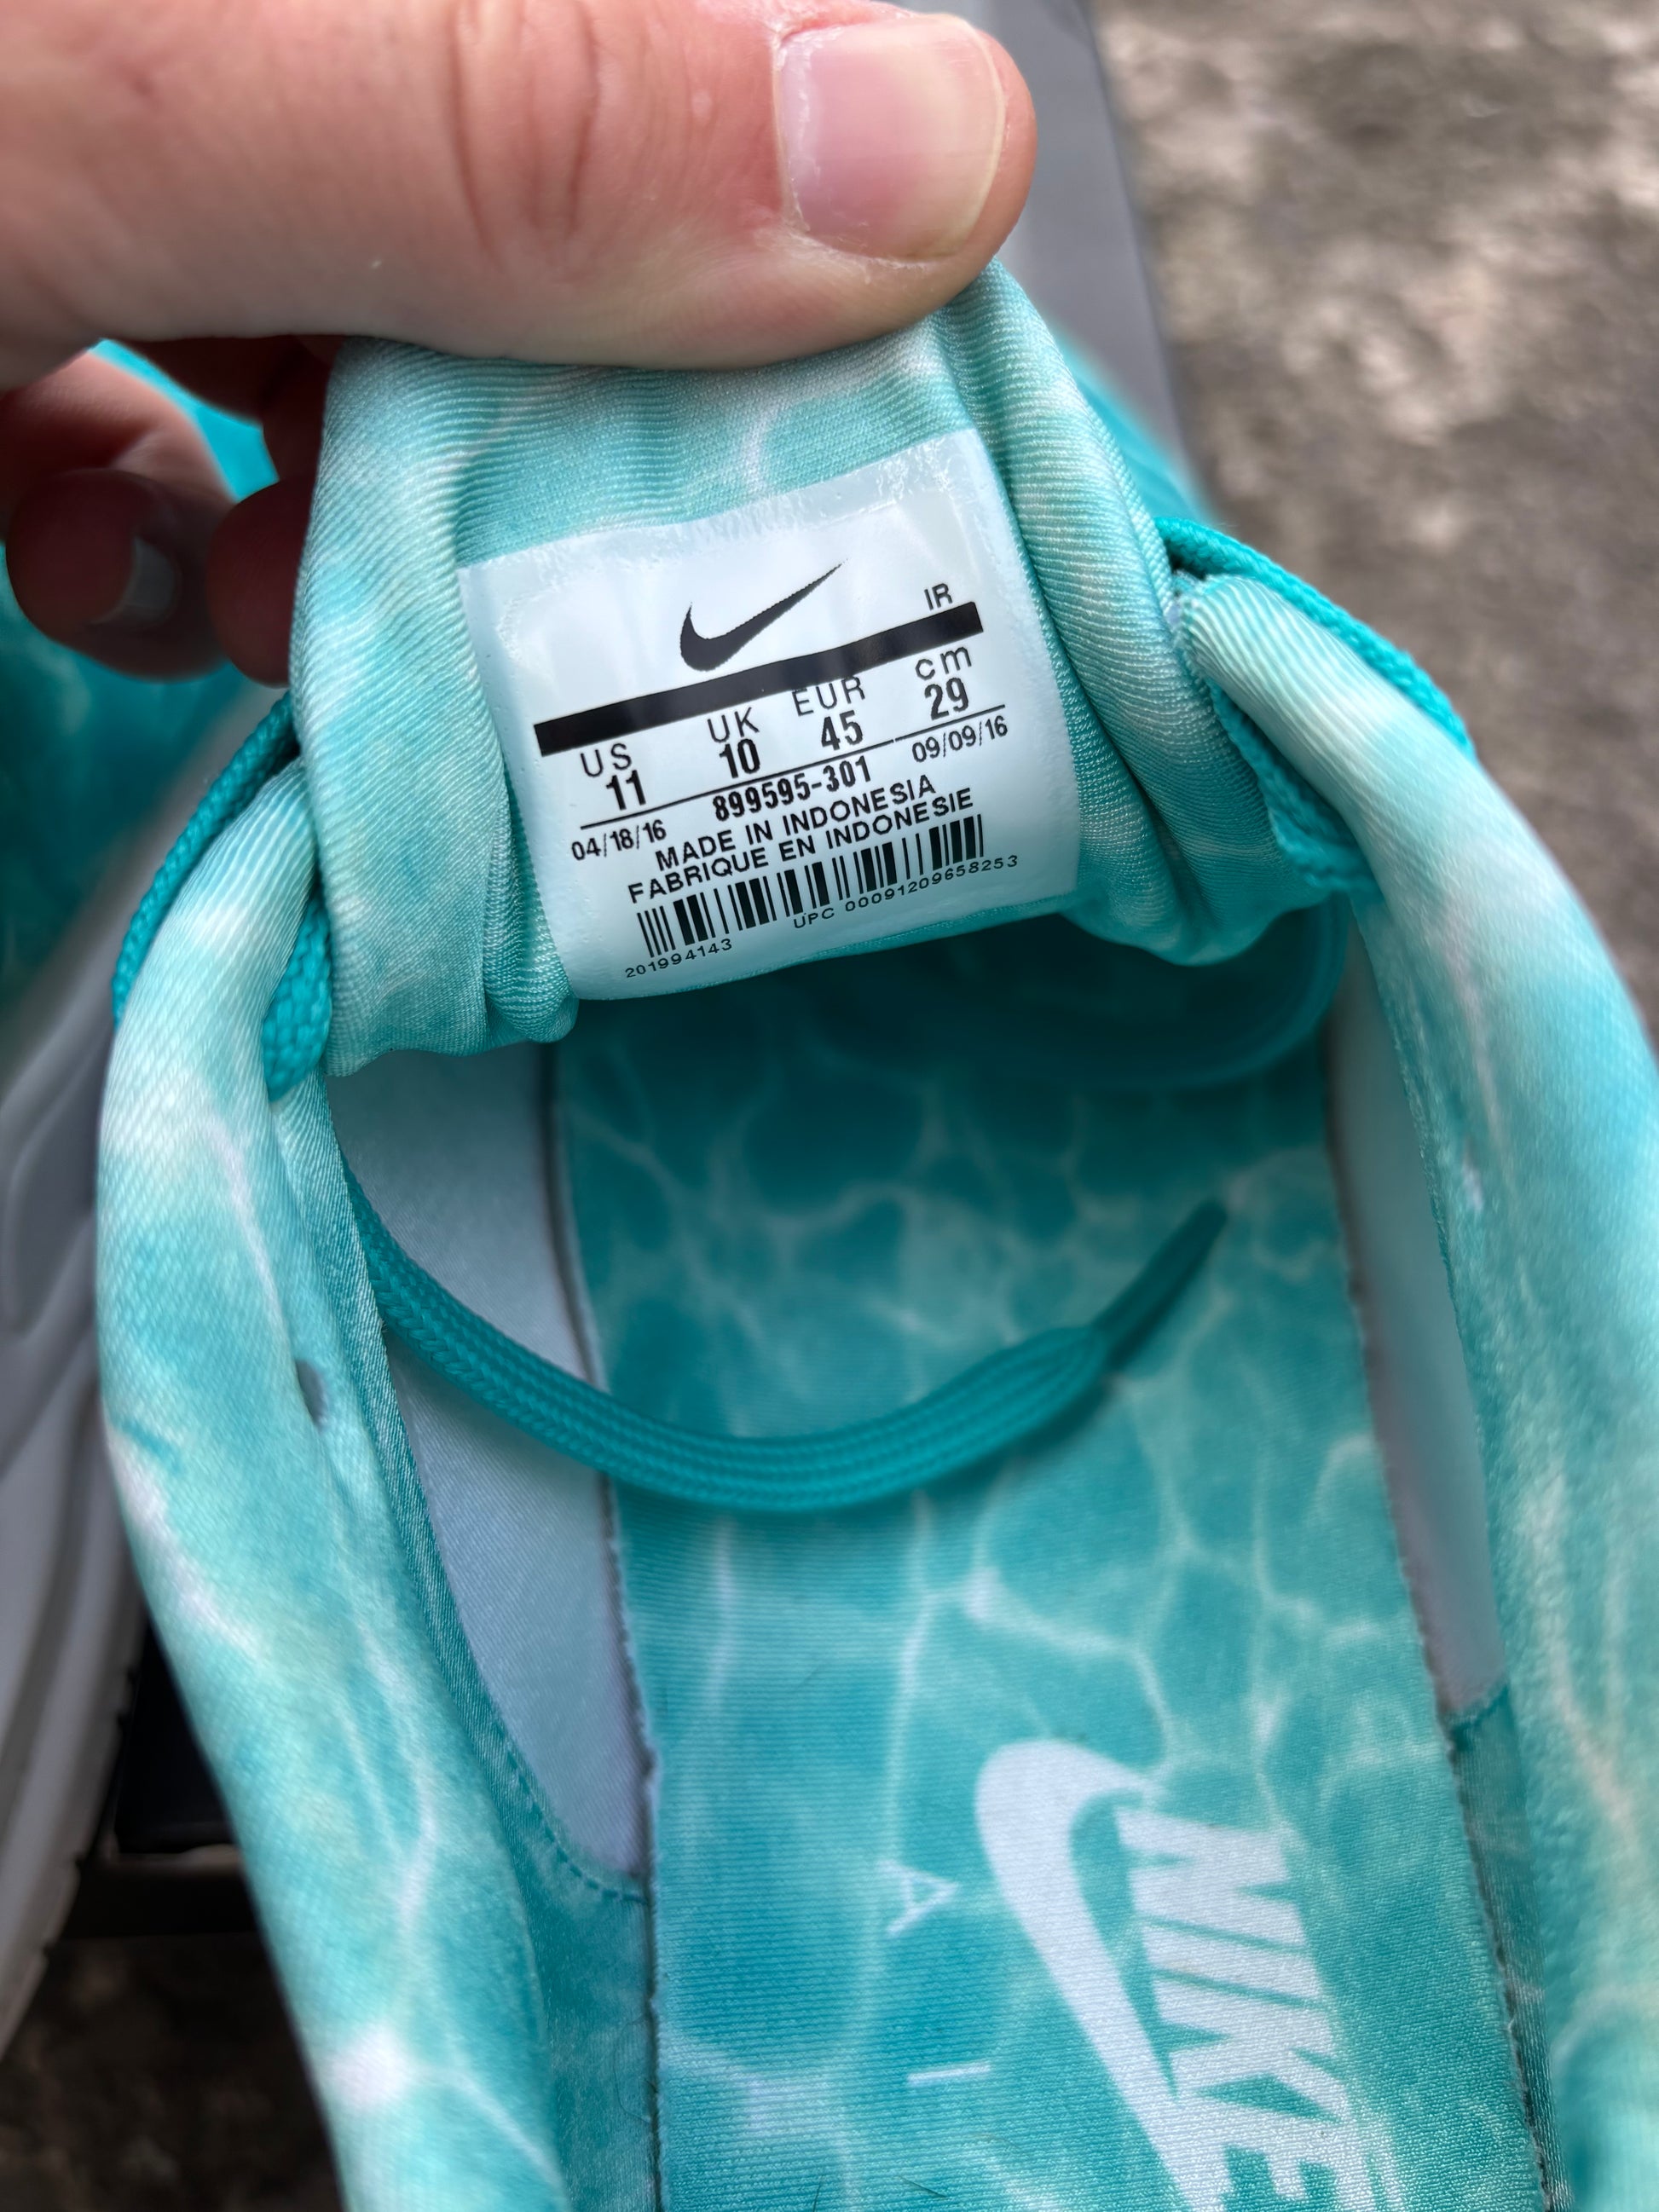 IR
US UK EUR cm
11 10 45 29
04/18/16 899595-301 09/09/16
MADE IN INDONESIA
FABRIQUE EN INDONESIE
201994143 UPC 00091209658253
NIKE
A I